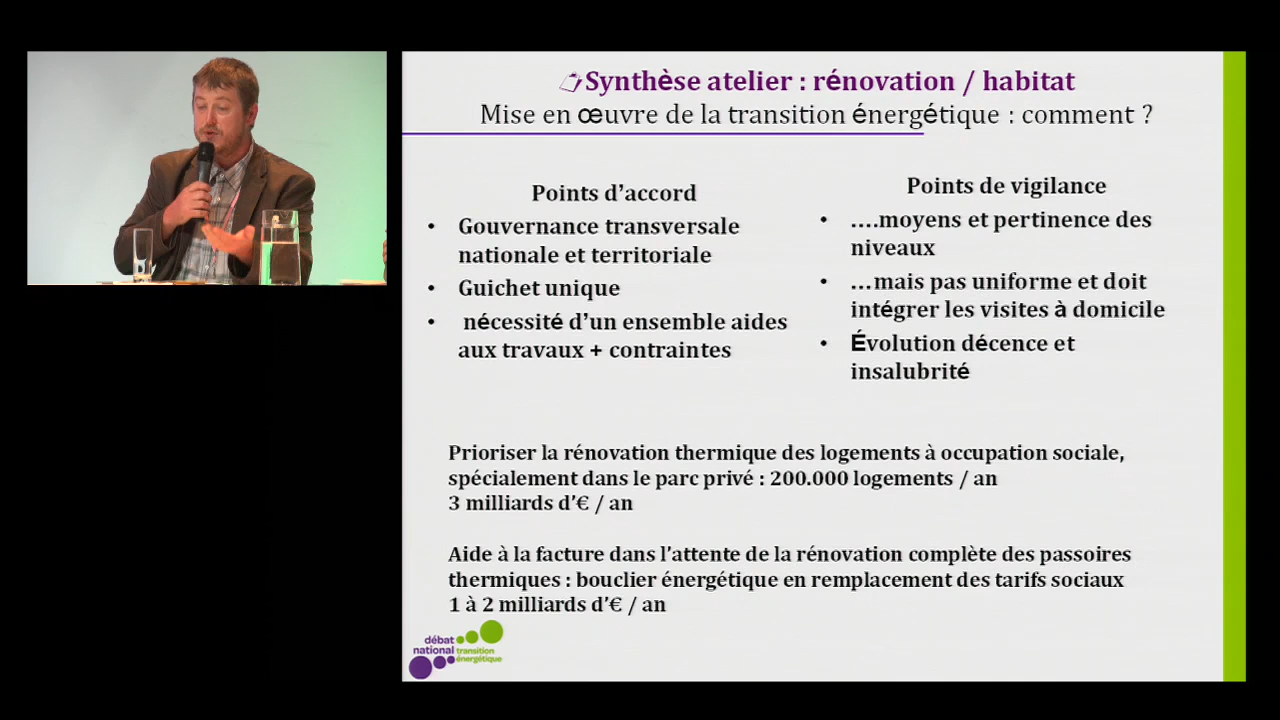 Synthèse atelier : rénovation / habitat
Mise en œuvre de la transition énergétique : comment ?
Points d’accord
• Gouvernance transversale
nationale et territoriale
• Guichet unique
• nécessité d’un ensemble aides
aux travaux + contraintes
Points de vigilance
• ….moyens et pertinence des
niveaux
• …mais pas uniforme et doit
intégrer les visites à domicile
• Évolution décence et
insalubrité
Prioriser la rénovation thermique des logements à occupation sociale,
spécialement dans le parc privé : 200.000 logements / an
3 milliards d’€ / an
Aide à la facture dans l’attente de la rénovation complète des passoires
thermiques : bouclier énergétique en remplacement des tarifs sociaux
1 à 2 milliards d’€ / an
débat
national transition
énergétique